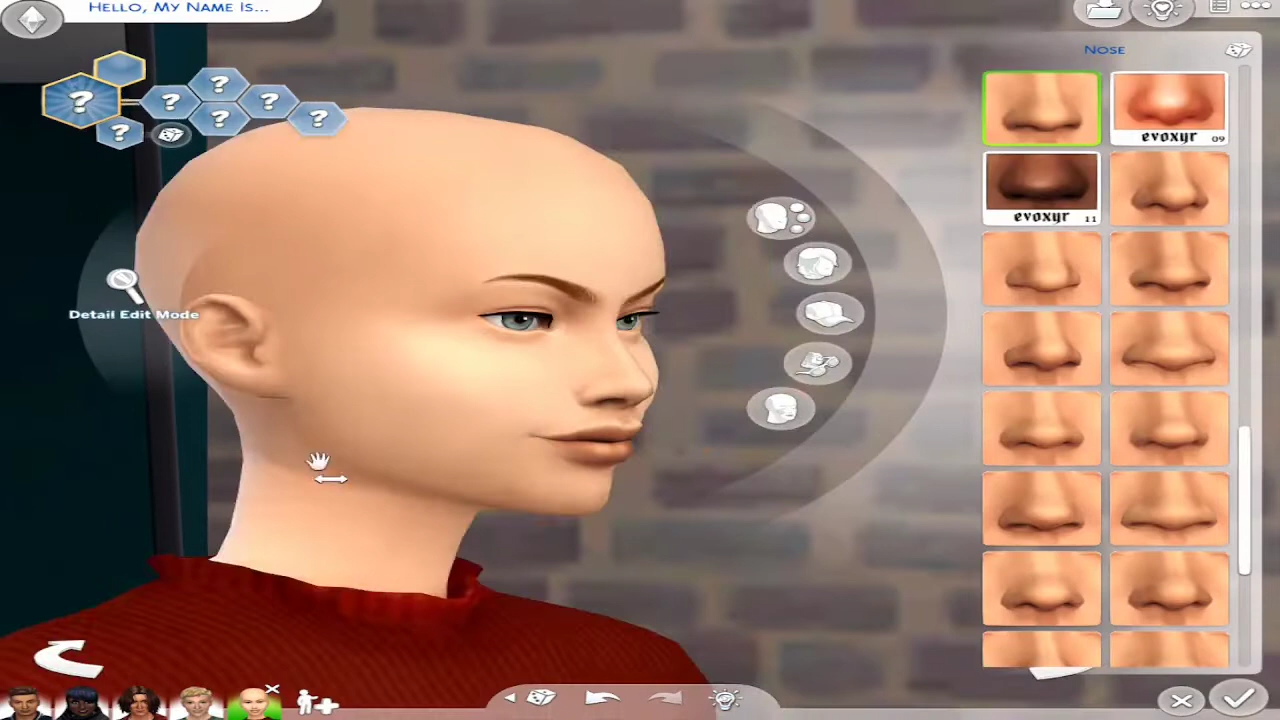 Hello, My Name Is...
Nose
evoxyr 09
evoxyr 11
? ? ? ? ? ? ?
Detail Edit Mode